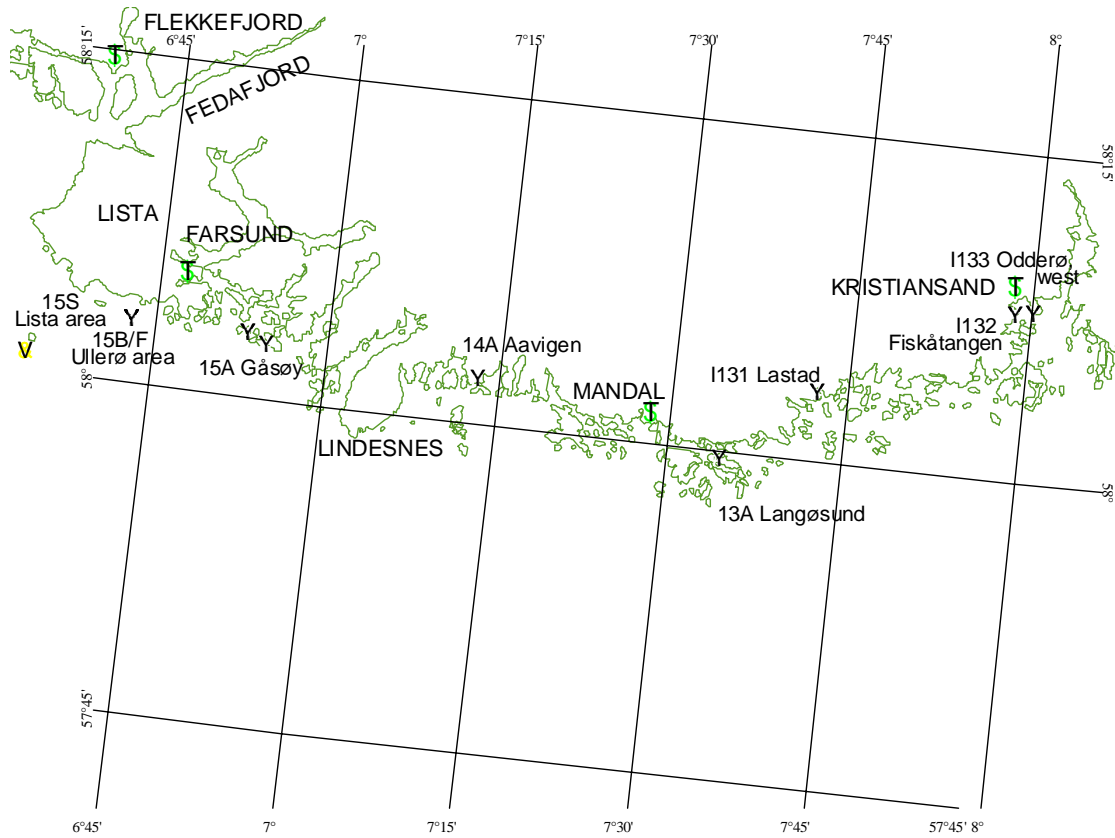 FLEKKEFJORD
58°15'
6°45'
7°
7°15'
7°30'
7°45'
8°
T
$
FEDAFJORD
58°15'
LISTA
FARSUND
T
$
I133 Odderø,
west
KRISTIANSAND
T
$
15S
Lista area
Y
15B/F
Ullerø area
V
Y
Y
15A Gåsøy
14A Aavigen
Y
Y
Y
I132
Fiskåtangen
58°
I131 Lastad
Y
MANDAL
T
$
LINDESNES
Y
13A Langøsund
58°
57°45'
6°45'
7°
7°15'
7°30'
7°45'
57°45'
8°